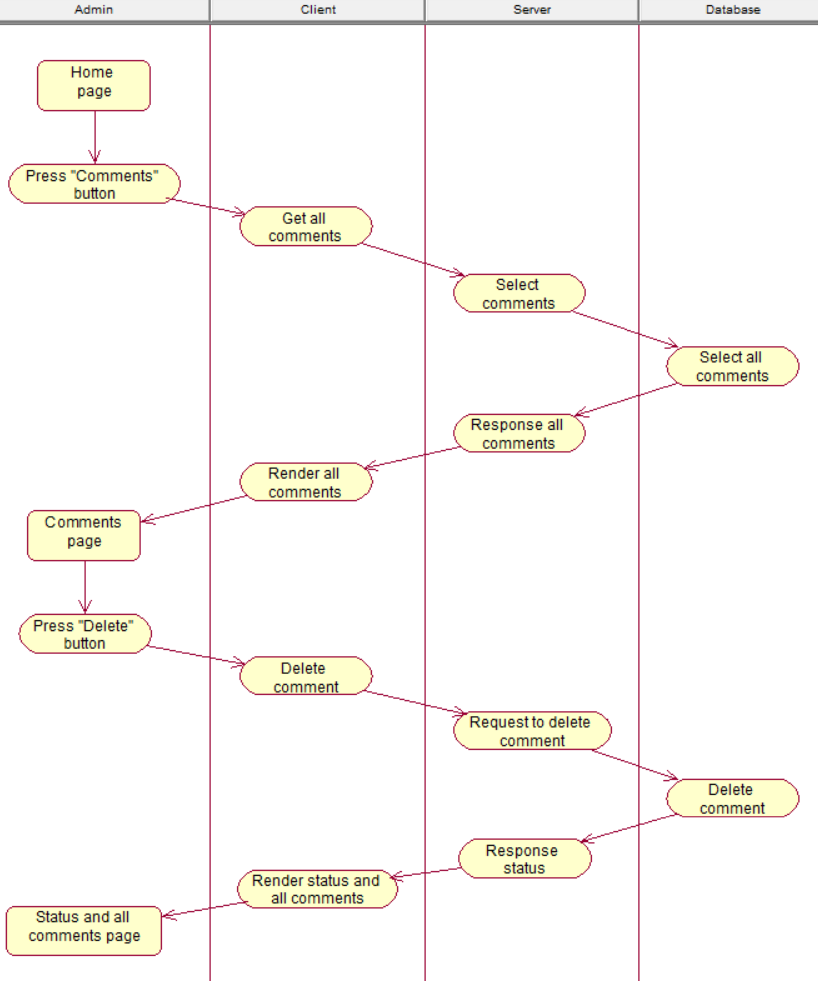 Admin
Client
Server
Database
Home
page
Press "Comments"
button
Get all
comments
Select
comments
Select all
comments
Response all
comments
Render all
comments
Comments
page
Press "Delete"
button
Delete
comment
Request to delete
comment
Delete
comment
Response
status
Render status and
all comments
Status and all
comments page